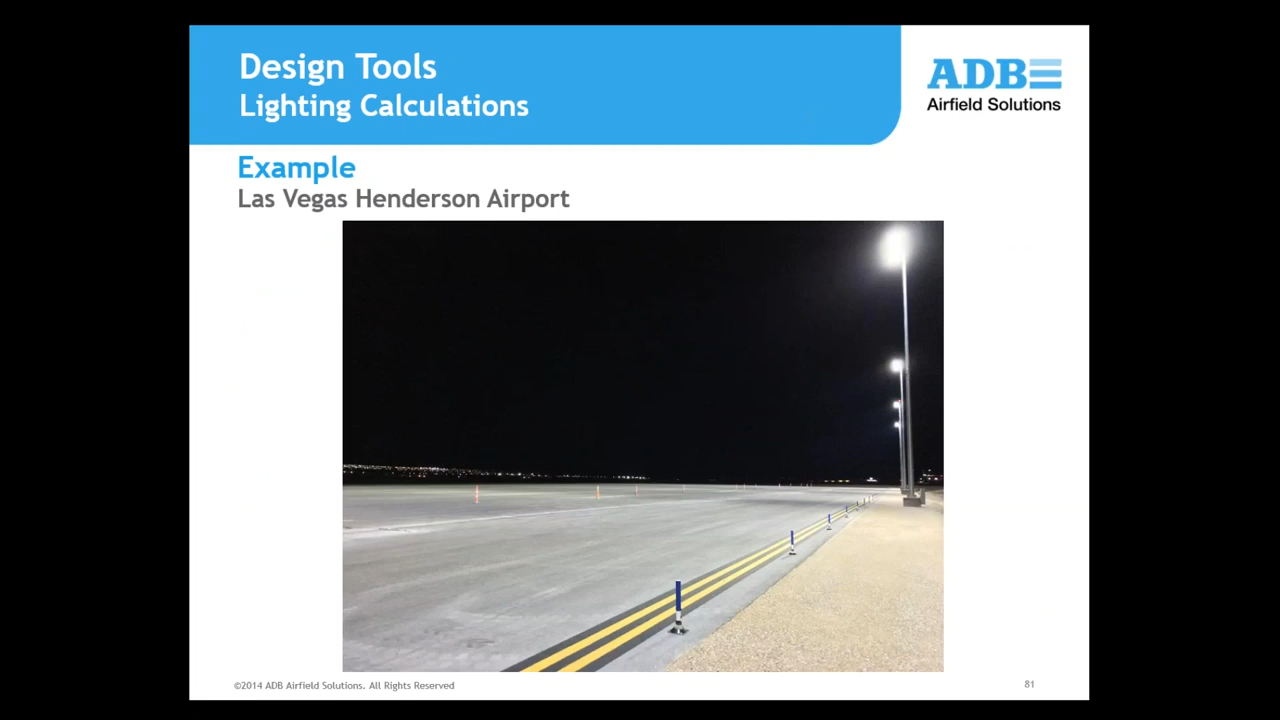 Design Tools
Lighting Calculations
ADB
Airfield Solutions
Example
Las Vegas Henderson Airport
©2014 ADB Airfield Solutions. All Rights Reserved
81